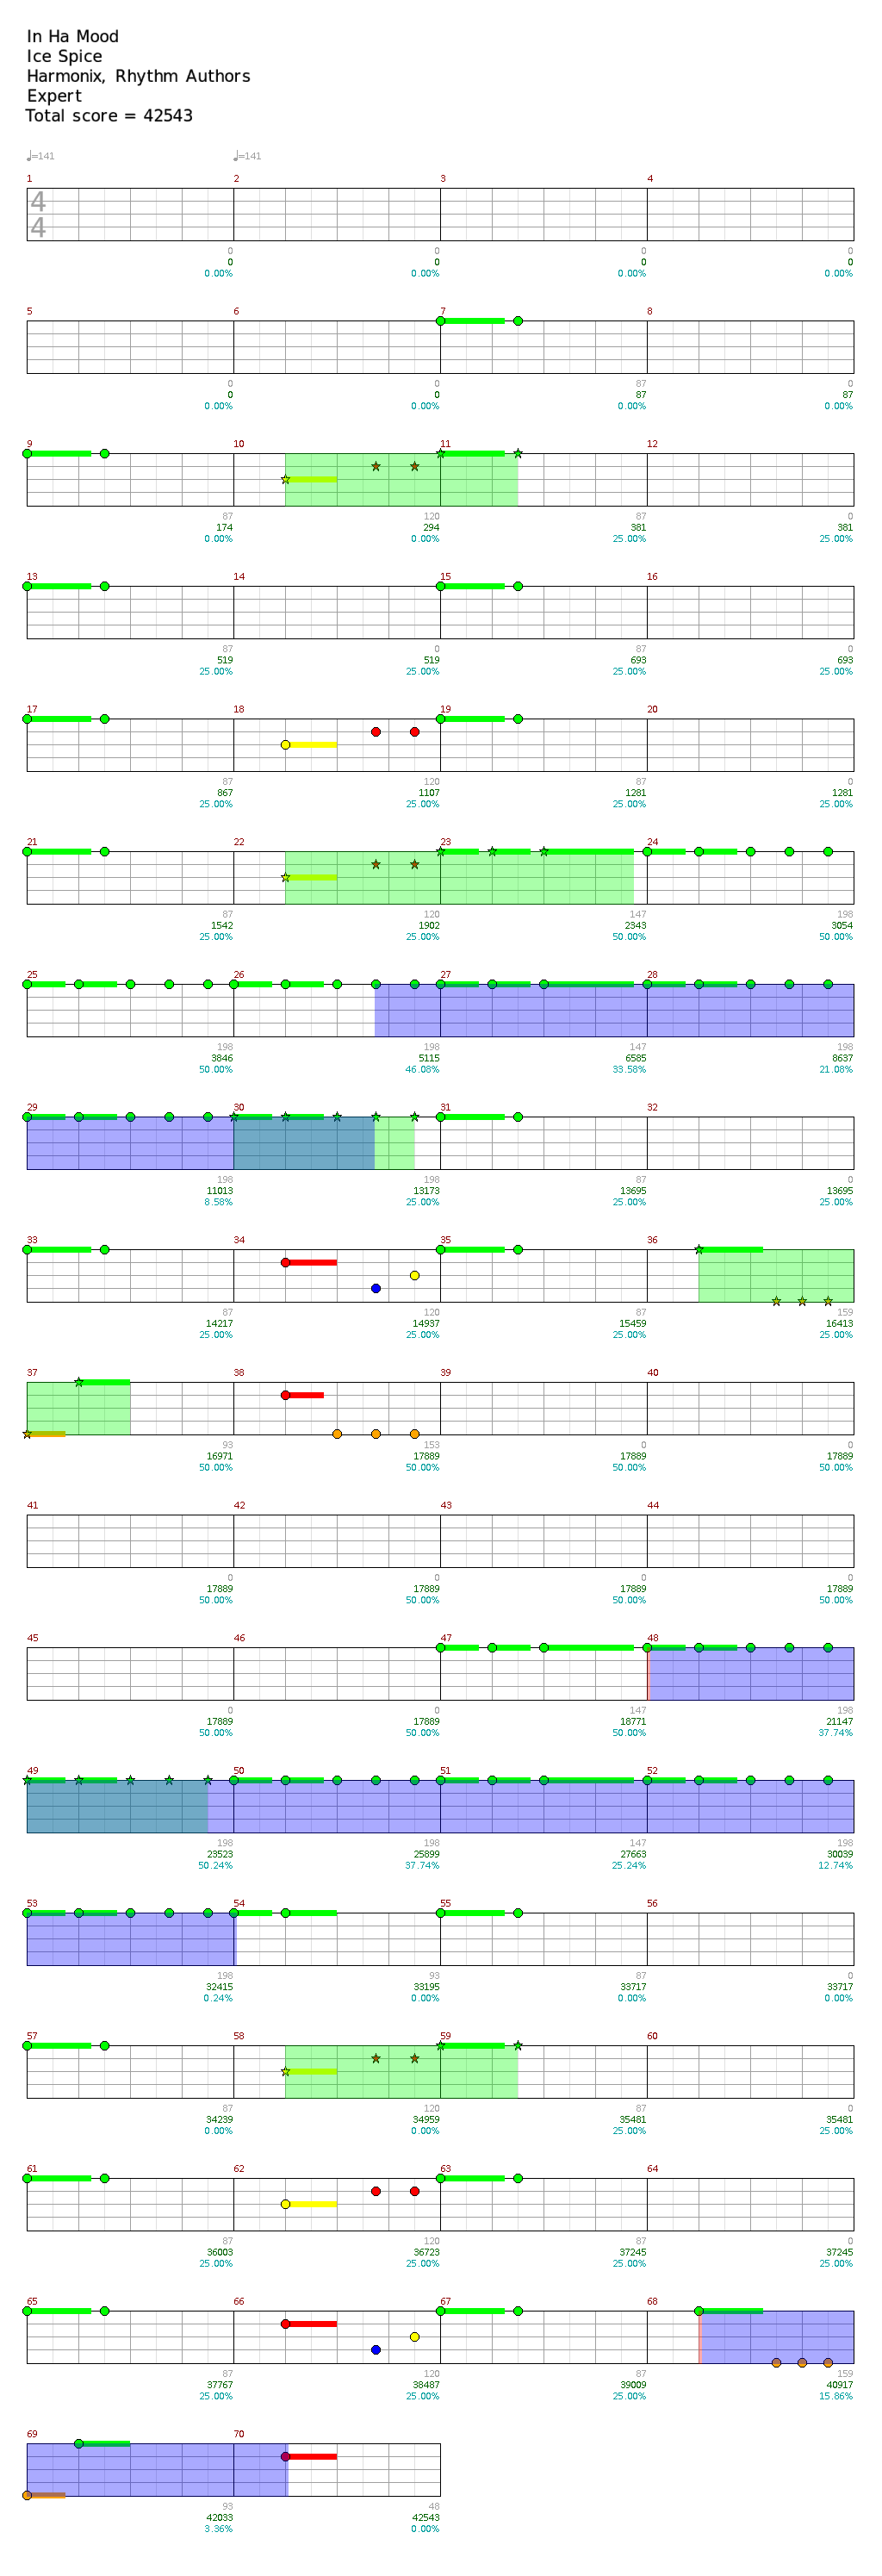 In Ha Mood
Ice Spice
Harmonix, Rhythm Authors
Expert
Total score = 42543
♩=141 ♩=141
1 2 3 4
4
4
0 0 0 0
0 0 0 0
0.00% 0.00% 0.00% 0.00%
5 6 7 8
0 0 87 0
0 0 87 87
0.00% 0.00% 0.00% 0.00%
9 10 11 12
87 120 87 0
174 294 381 381
0.00% 0.00% 25.00% 25.00%
13 14 15 16
87 0 87 0
519 519 693 693
25.00% 25.00% 25.00% 25.00%
17 18 19 20
87 120 87 0
867 1107 1281 1281
25.00% 25.00% 25.00% 25.00%
21 22 23 24
87 120 147 198
1542 1902 2343 3054
25.00% 25.00% 50.00% 50.00%
25 26 27 28
198 198 147 198
3846 5115 6585 8637
50.00% 46.08% 33.58% 21.08%
29 30 31 32
198 198 87 0
11013 13173 13695 13695
8.58% 25.00% 25.00% 25.00%
33 34 35 36
87 120 87 159
14217 14937 15459 16413
25.00% 25.00% 25.00% 25.00%
37 38 39 40
93 153 0 0
16971 17889 17889 17889
50.00% 50.00% 50.00% 50.00%
41 42 43 44
0 0 0 0
17889 17889 17889 17889
50.00% 50.00% 50.00% 50.00%
45 46 47 48
0 0 147 198
17889 17889 18771 21147
50.00% 50.00% 50.00% 37.74%
49 50 51 52
198 198 147 198
23523 25899 27663 30039
50.24% 37.74% 25.24% 12.74%
53 54 55 56
198 93 87 0
32415 33195 33717 33717
0.24% 0.00% 0.00% 0.00%
57 58 59 60
87 120 87 0
34239 34959 35481 35481
0.00% 0.00% 25.00% 25.00%
61 62 63 64
87 120 87 0
36003 36723 37245 37245
25.00% 25.00% 25.00% 25.00%
65 66 67 68
87 120 87 159
37767 38487 39009 40917
25.00% 25.00% 25.00% 15.86%
69 70
93 48
42033 42543
3.36% 0.00%